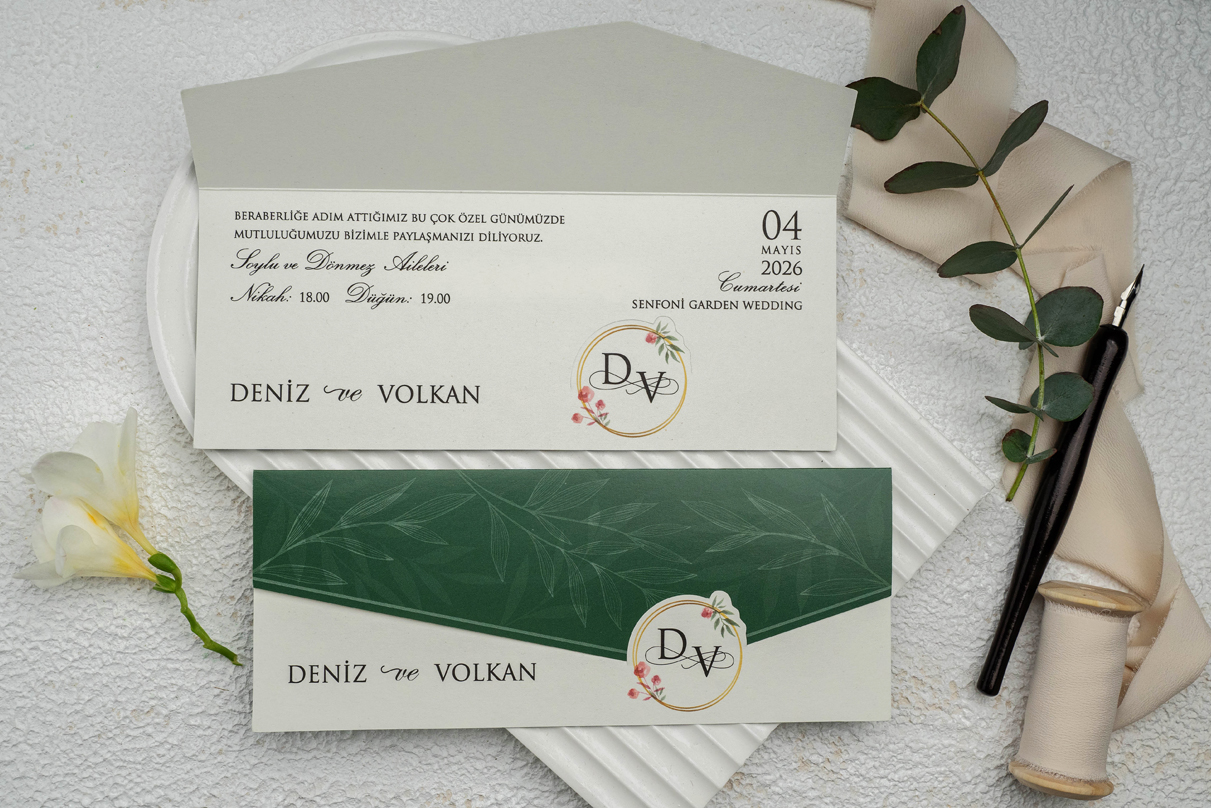 BERABERLİĞE ADIM ATTIĞIMIZ BU ÇOK ÖZEL GÜNÜMÜZDE
MUTLULUĞUMUZU BİZİMLE PAYLAŞMANIZI DİLİYORUZ.
Soylu ve Dönmez Aileleri
Nikah: 18.00 Düğün: 19.00
04
MAYIS
2026
Cumartesi
SENFONİ GARDEN WEDDING
DENİZ ve VOLKAN
D V
DENİZ ve VOLKAN
D V